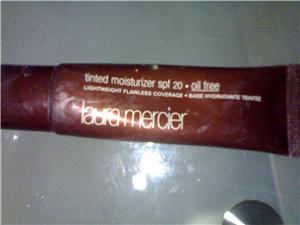 tinted moisturizer spf 20 • oil free
LIGHTWEIGHT FLAWLESS COVERAGE • BASE HYDRATANTE TEINTÉE
laura mercier